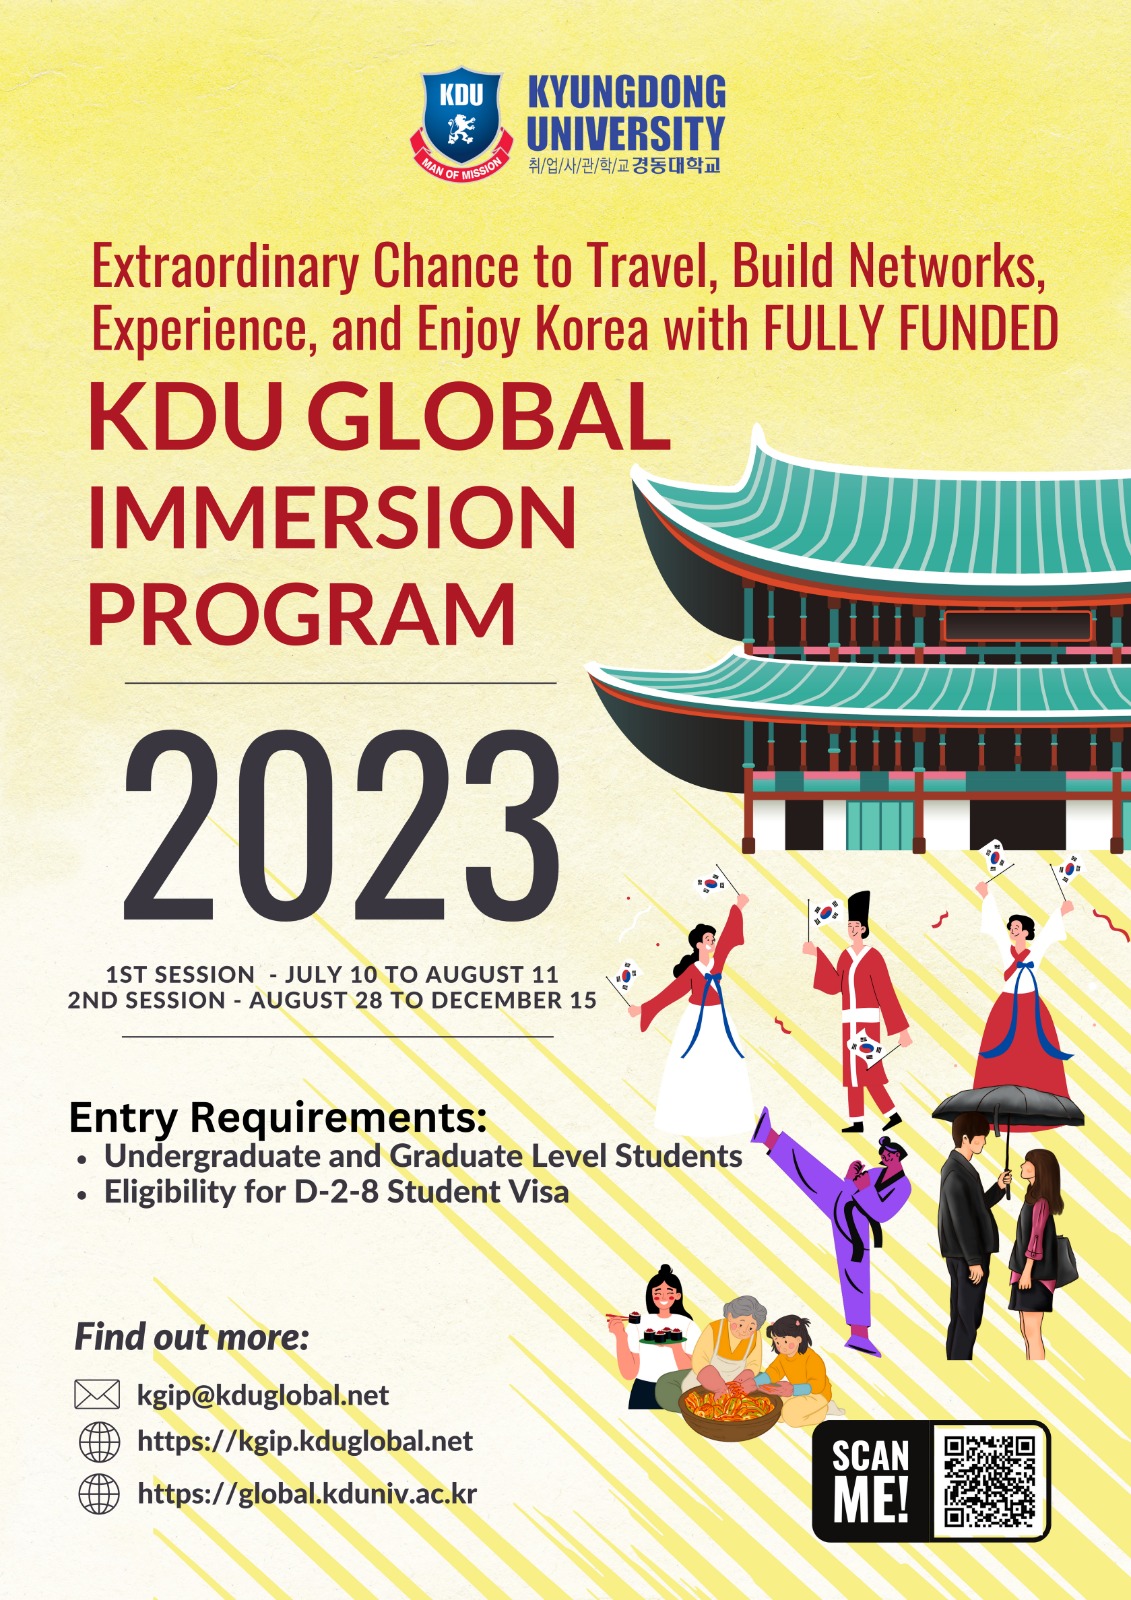 KDU
MAN OF MISSION
KYUNGDONG
UNIVERSITY
취/업/사/관/학/교 경동대학교
Extraordinary Chance to Travel, Build Networks,
Experience, and Enjoy Korea with FULLY FUNDED
KDU GLOBAL
IMMERSION
PROGRAM
2023
1ST SESSION - JULY 10 TO AUGUST 11
2ND SESSION - AUGUST 28 TO DECEMBER 15
Entry Requirements:
• Undergraduate and Graduate Level Students
• Eligibility for D-2-8 Student Visa
Find out more:
kgip@kduglobal.net
https://kgip.kduglobal.net
https://global.kduniv.ac.kr
SCAN
ME!